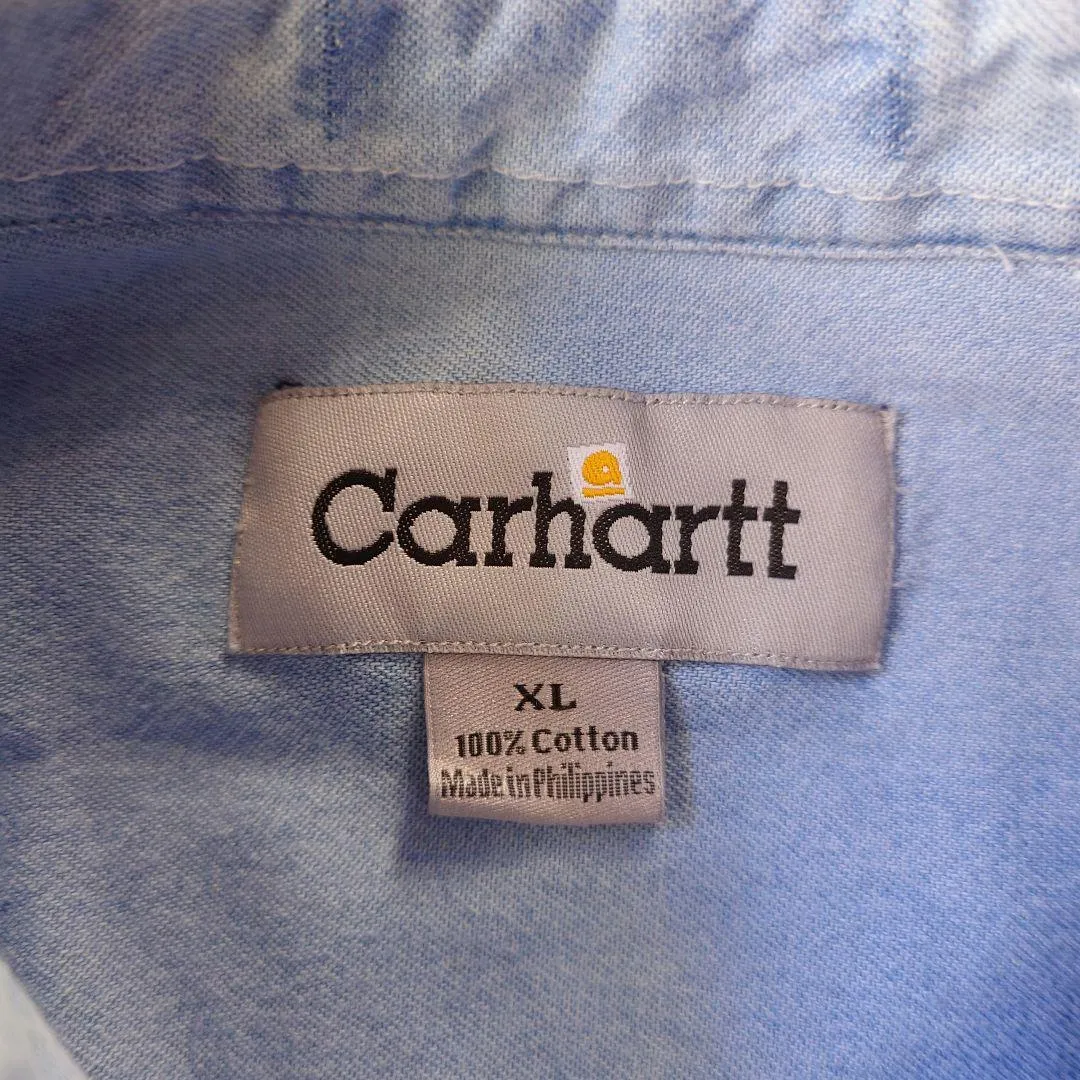 Carhartt
XL
100% Cotton
Made in Philippines